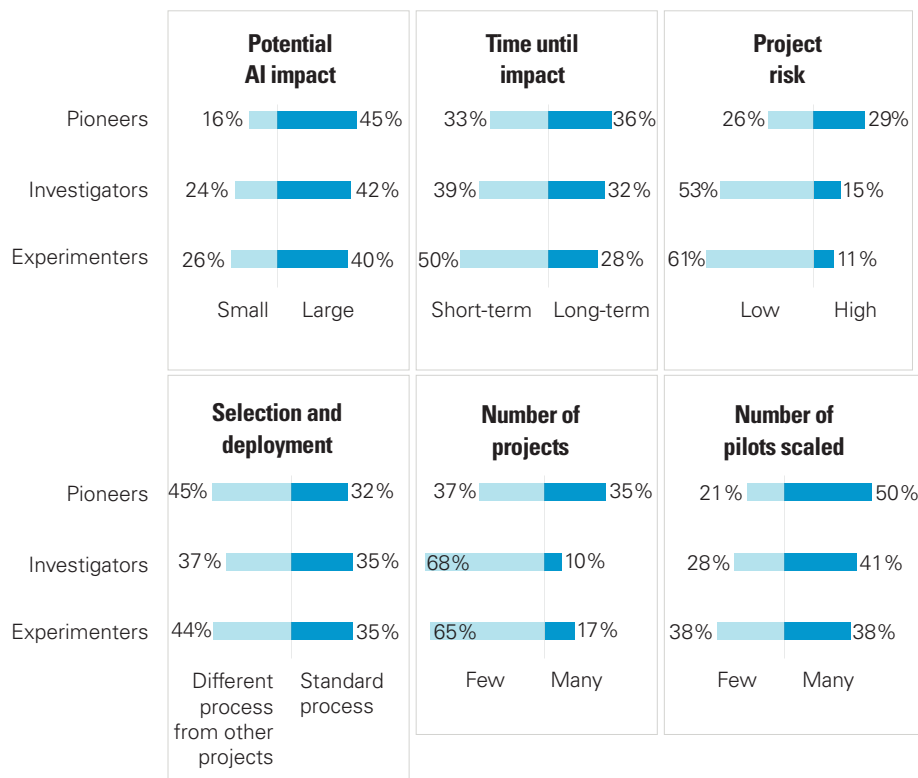 Potential
AI impact
Time until
impact
Project
risk
Pioneers
16%
45%
33%
36%
26%
29%
Investigators
24%
42%
39%
32%
53%
15%
Experimenters
26%
40%
50%
28%
61%
11%
Small
Large
Short-term
Long-term
Low
High
Selection and
deployment
Number of
projects
Number of
pilots scaled
Pioneers
45%
32%
37%
35%
21%
50%
Investigators
37%
35%
68%
10%
28%
41%
Experimenters
44%
35%
65%
17%
38%
38%
Different
process
from other
projects
Standard
process
Few
Many
Few
Many